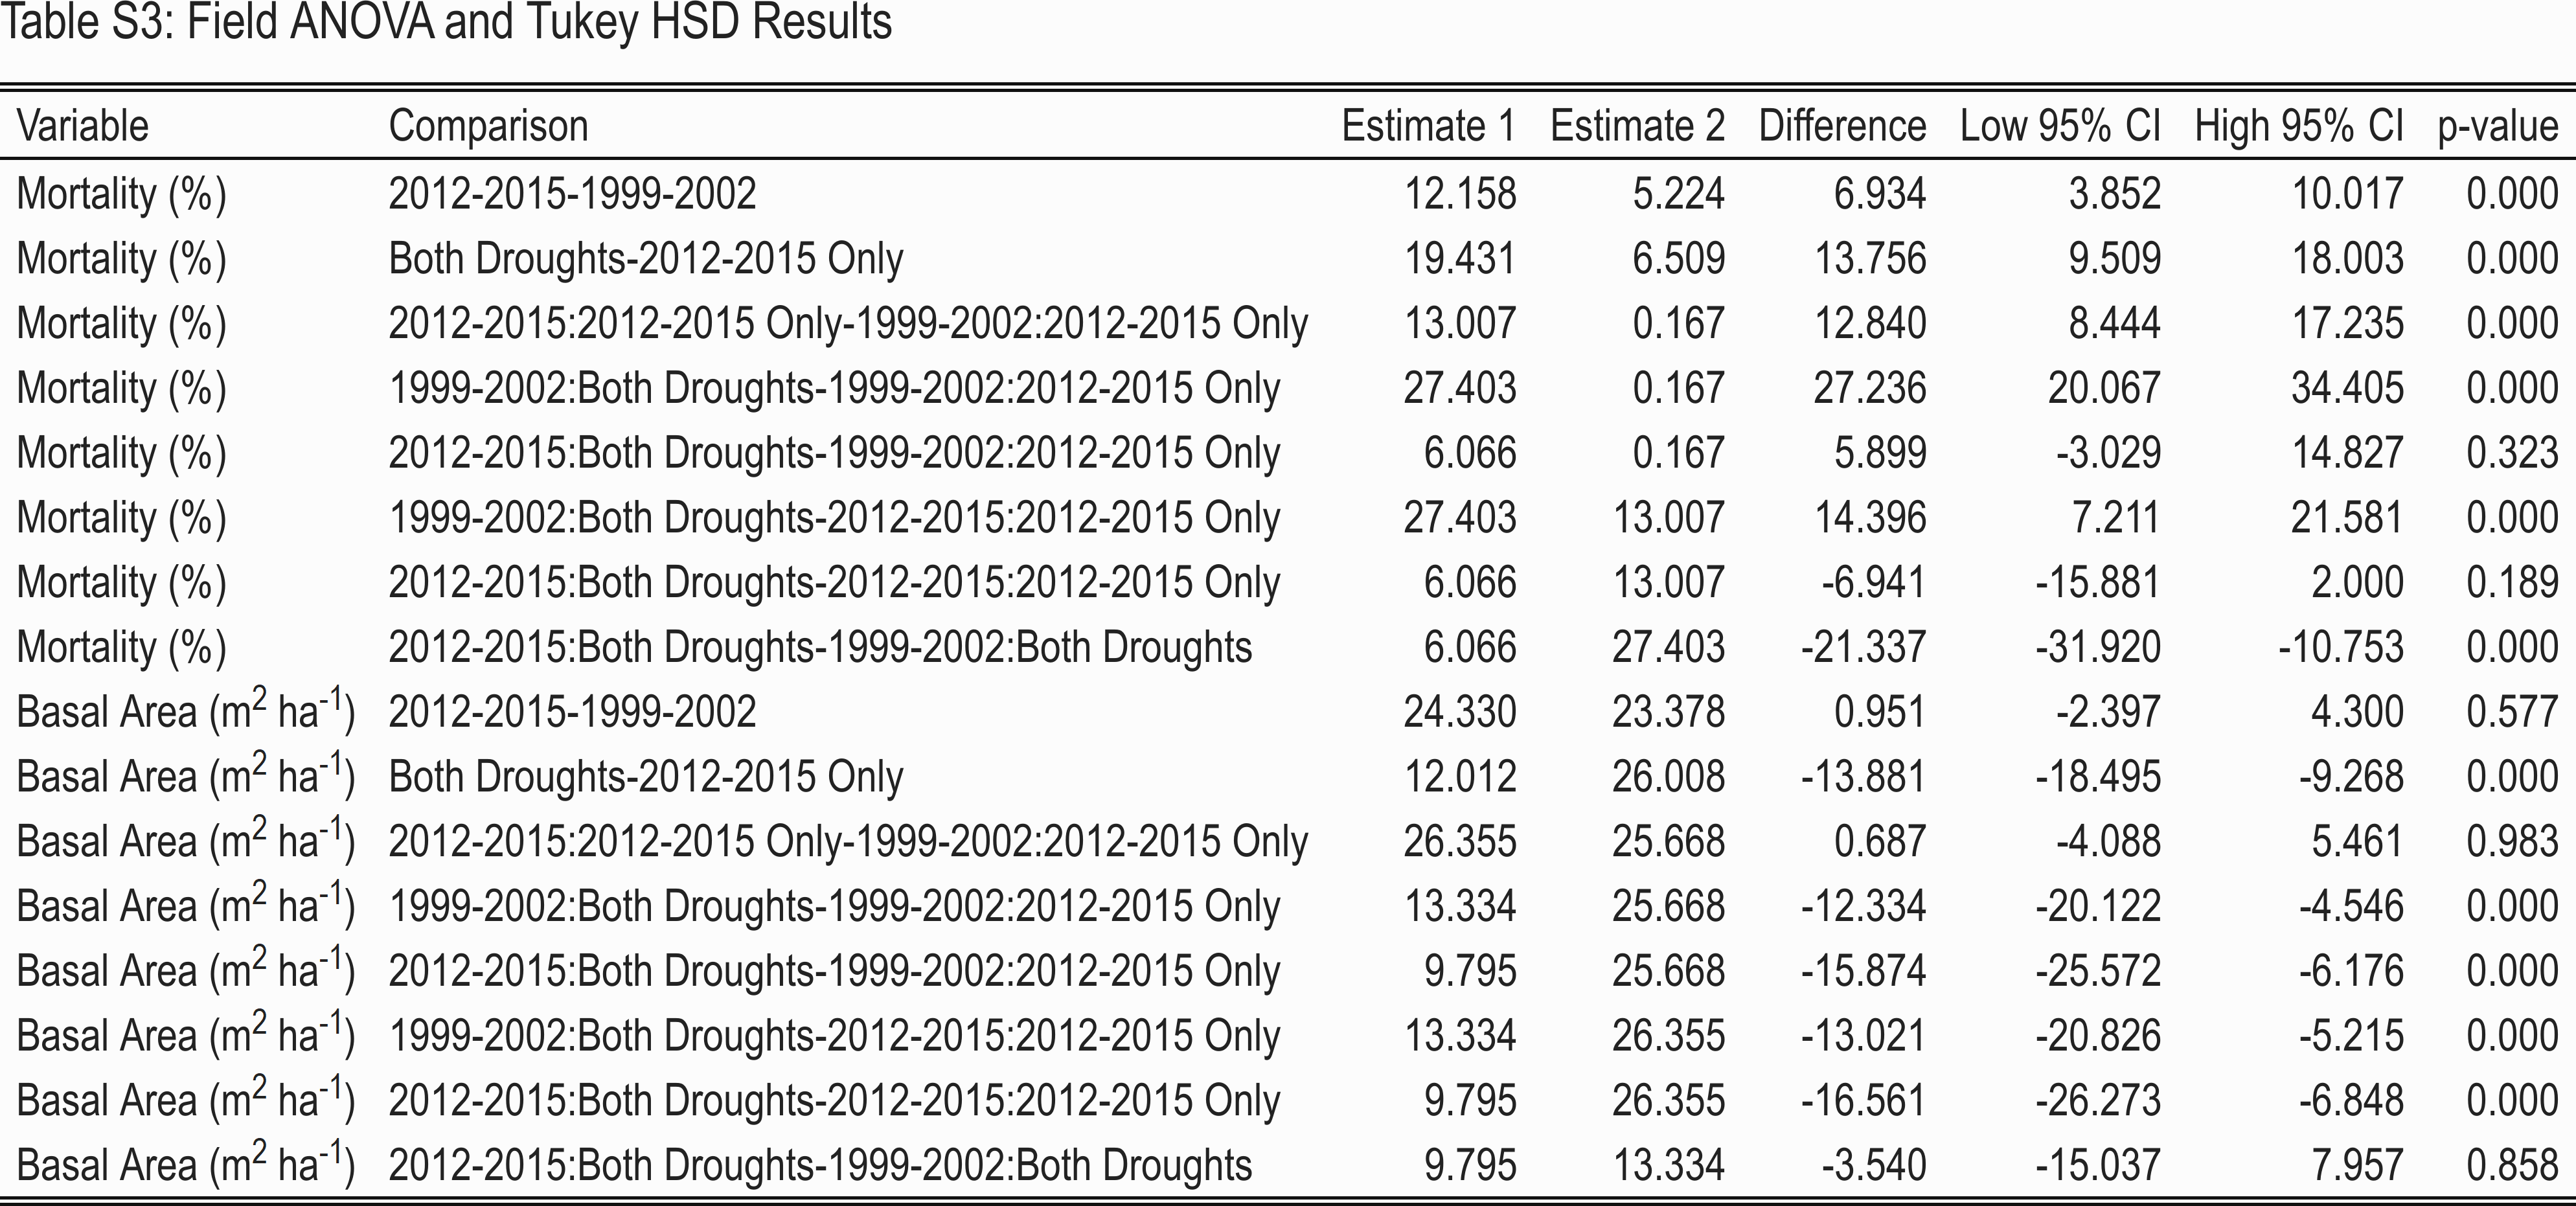 Table S3: Field ANOVA and Tukey HSD Results
Variable Comparison Estimate 1 Estimate 2 Difference Low 95% CI High 95% CI p-value
Mortality (%) 2012-2015-1999-2002 12.158 5.224 6.934 3.852 10.017 0.000
Mortality (%) Both Droughts-2012-2015 Only 19.431 6.509 13.756 9.509 18.003 0.000
Mortality (%) 2012-2015:2012-2015 Only-1999-2002:2012-2015 Only 13.007 0.167 12.840 8.444 17.235 0.000
Mortality (%) 1999-2002:Both Droughts-1999-2002:2012-2015 Only 27.403 0.167 27.236 20.067 34.405 0.000
Mortality (%) 2012-2015:Both Droughts-1999-2002:2012-2015 Only 6.066 0.167 5.899 -3.029 14.827 0.323
Mortality (%) 1999-2002:Both Droughts-2012-2015:2012-2015 Only 27.403 13.007 14.396 7.211 21.581 0.000
Mortality (%) 2012-2015:Both Droughts-2012-2015:2012-2015 Only 6.066 13.007 -6.941 -15.881 2.000 0.189
Mortality (%) 2012-2015:Both Droughts-1999-2002:Both Droughts 6.066 27.403 -21.337 -31.920 -10.753 0.000
Basal Area (m² ha⁻¹) 2012-2015-1999-2002 24.330 23.378 0.951 -2.397 4.300 0.577
Basal Area (m² ha⁻¹) Both Droughts-2012-2015 Only 12.012 26.008 -13.881 -18.495 -9.268 0.000
Basal Area (m² ha⁻¹) 2012-2015:2012-2015 Only-1999-2002:2012-2015 Only 26.355 25.668 0.687 -4.088 5.461 0.983
Basal Area (m² ha⁻¹) 1999-2002:Both Droughts-1999-2002:2012-2015 Only 13.334 25.668 -12.334 -20.122 -4.546 0.000
Basal Area (m² ha⁻¹) 2012-2015:Both Droughts-1999-2002:2012-2015 Only 9.795 25.668 -15.874 -25.572 -6.176 0.000
Basal Area (m² ha⁻¹) 1999-2002:Both Droughts-2012-2015:2012-2015 Only 13.334 26.355 -13.021 -20.826 -5.215 0.000
Basal Area (m² ha⁻¹) 2012-2015:Both Droughts-2012-2015:2012-2015 Only 9.795 26.355 -16.561 -26.273 -6.848 0.000
Basal Area (m² ha⁻¹) 2012-2015:Both Droughts-1999-2002:Both Droughts 9.795 13.334 -3.540 -15.037 7.957 0.858